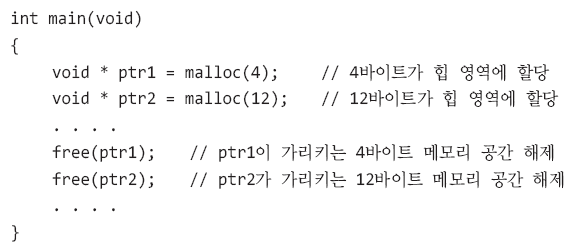 int main(void)
{
    void * ptr1 = malloc(4);    // 4바이트가 힙 영역에 할당
    void * ptr2 = malloc(12);   // 12바이트가 힙 영역에 할당
    . . . .
    free(ptr1);   // ptr1이 가리키는 4바이트 메모리 공간 해제
    free(ptr2);   // ptr2가 가리키는 12바이트 메모리 공간 해제
    . . . .
}